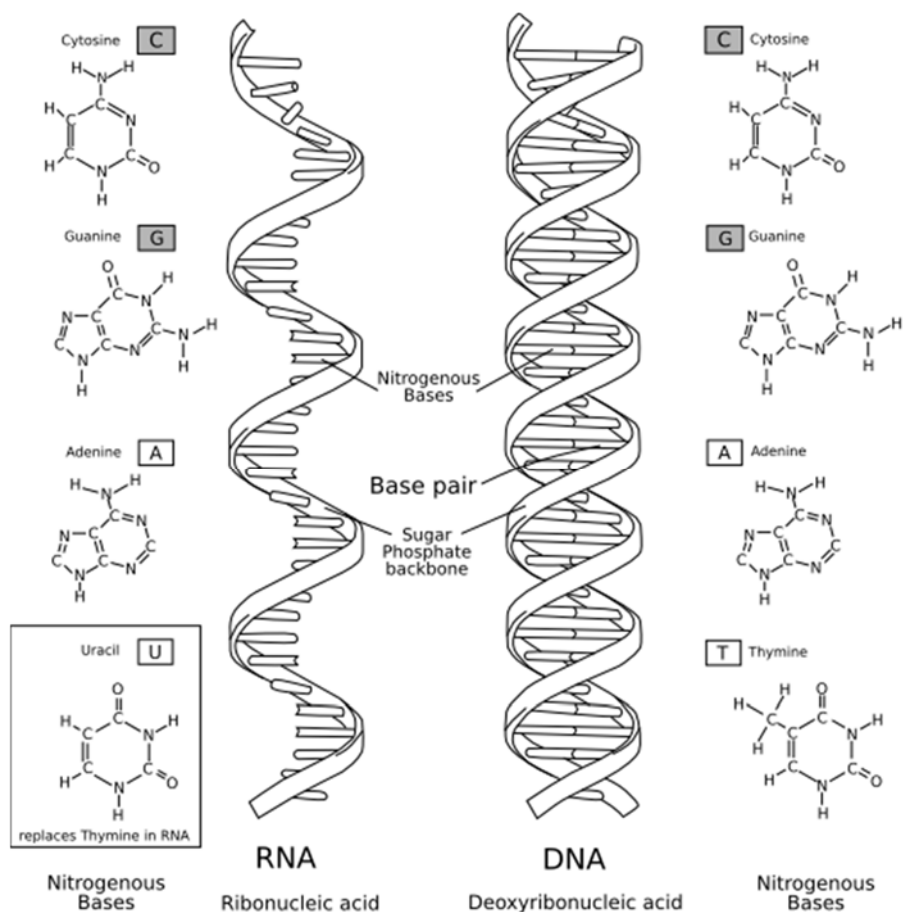 Cytosine C
Guanine G
Adenine A
Uracil U
replaces Thymine in RNA
Nitrogenous
Bases
Nitrogenous
Bases
Base pair
Sugar
Phosphate
backbone
RNA
Ribonucleic acid
DNA
Deoxyribonucleic acid
C Cytosine
G Guanine
A Adenine
T Thymine
Nitrogenous
Bases
N H H
H C C N
H C N C O
H
O
C N H
N C C N H
C N C N H
H
H N H
C N
N C C
C N C N
H
O
H C C N H
H C N C O
H
H N H
H C C N
H C N C O
H
O
C N H
N C C N H
C N C N H
H
H N H
C N
N C C
C N C N
H
H H O
C C
H C N H
H C N C O
H